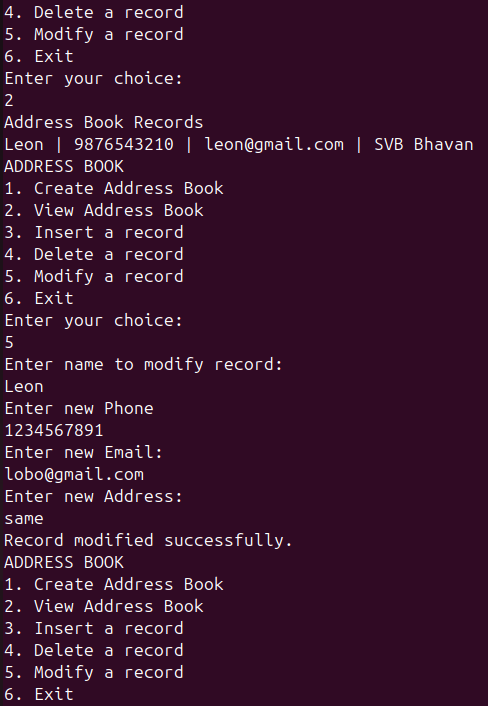 4. Delete a record
5. Modify a record
6. Exit
Enter your choice:
2
Address Book Records
Leon | 9876543210 | leon@gmail.com | SVB Bhavan
ADDRESS BOOK
1. Create Address Book
2. View Address Book
3. Insert a record
4. Delete a record
5. Modify a record
6. Exit
Enter your choice:
5
Enter name to modify record:
Leon
Enter new Phone
1234567891
Enter new Email:
lobo@gmail.com
Enter new Address:
same
Record modified successfully.
ADDRESS BOOK
1. Create Address Book
2. View Address Book
3. Insert a record
4. Delete a record
5. Modify a record
6. Exit